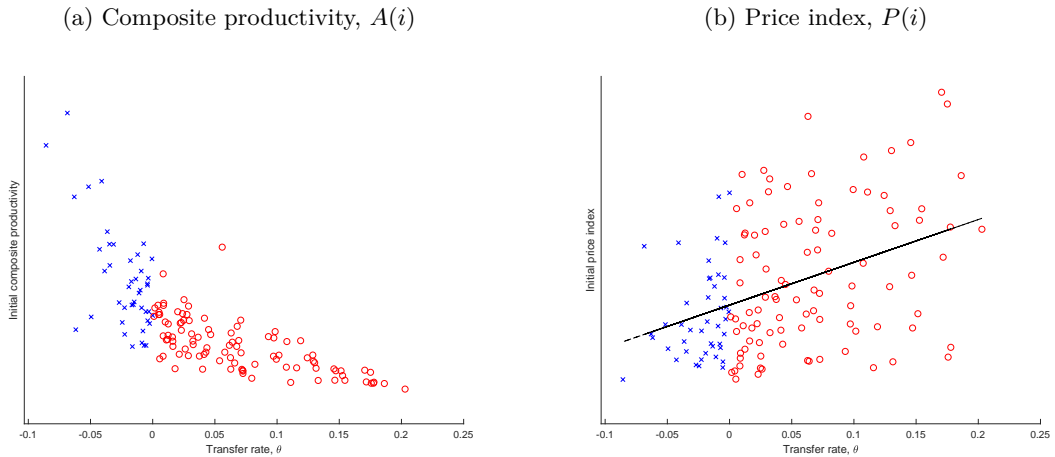 (a) Composite productivity, A(i)
(b) Price index, P(i)
Initial composite productivity
-0.1 -0.05 0 0.05 0.1 0.15 0.2 0.25
Transfer rate, θ
Initial price index
-0.1 -0.05 0 0.05 0.1 0.15 0.2 0.25
Transfer rate, θ